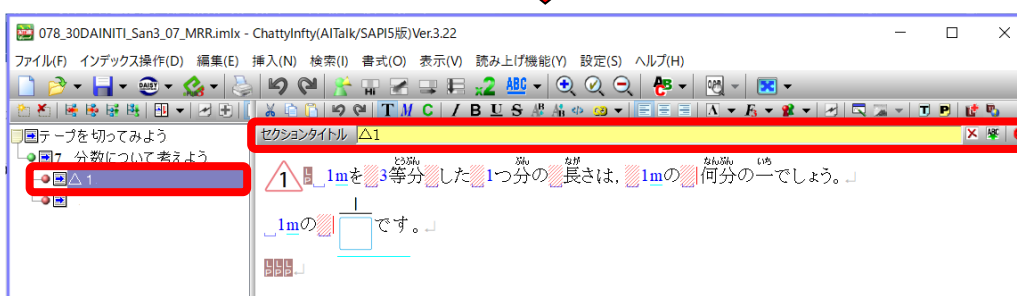 078_30DAINITI_San3_07_MRR.imlx - ChattyInfty(AITalk/SAPI5版)Ver.3.22
ファイル(F) インデックス操作(D) 編集(E) 挿入(N) 検索(I) 書式(O) 表示(V) 読み上げ機能(Y) 設定(S) ヘルプ(H)
DAISY HI .2 ABC
T M C I B U S
テープを切ってみよう
7 分数について考えよう
△1
セクションタイトル △1
1 1mを3等分した1つ分の長さは,1mの何分の一でしょう。
とうぶん ぶん なが なんぶん いち
1mの です。